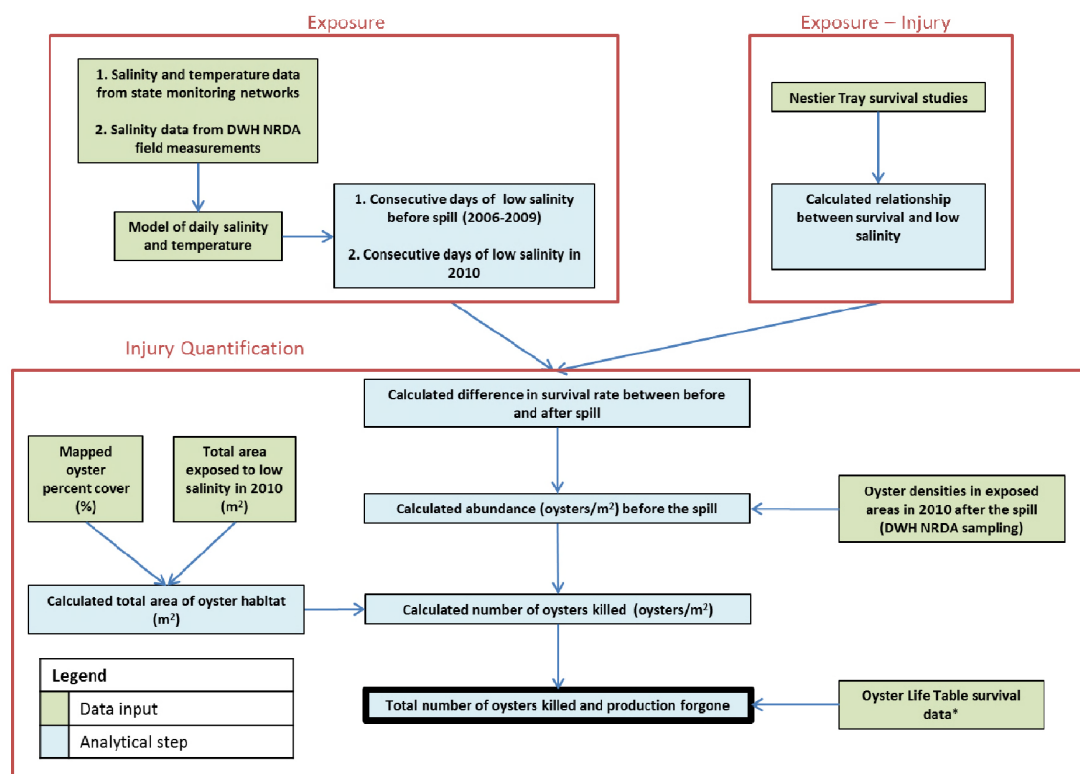 Exposure
1. Salinity and temperature data
from state monitoring networks
2. Salinity data from DWH NRDA
field measurements
Model of daily salinity
and temperature
1. Consecutive days of low salinity
before spill (2006-2009)
2. Consecutive days of low salinity in
2010
Exposure – Injury
Nestier Tray survival studies
Calculated relationship
between survival and low
salinity
Injury Quantification
Calculated difference in survival rate between before
and after spill
Mapped
oyster
percent cover
(%)
Total area
exposed to low
salinity in 2010
(m²)
Calculated abundance (oysters/m²) before the spill
Oyster densities in exposed
areas in 2010 after the spill
(DWH NRDA sampling)
Calculated total area of oyster habitat
(m²)
Calculated number of oysters killed (oysters/m²)
Total number of oysters killed and production forgone
Oyster Life Table survival
data*
Legend
Data input
Analytical step